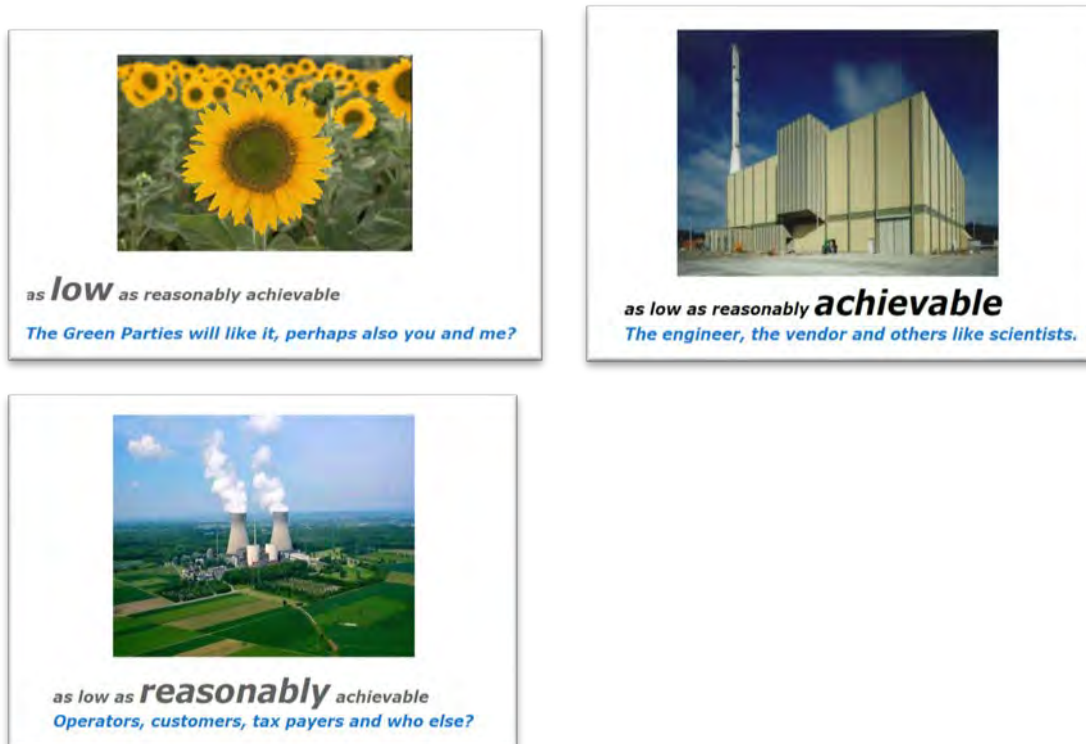 as low as reasonably achievable
The Green Parties will like it, perhaps also you and me?
as low as reasonably achievable
The engineer, the vendor and others like scientists.
as low as reasonably achievable
Operators, customers, tax payers and who else?